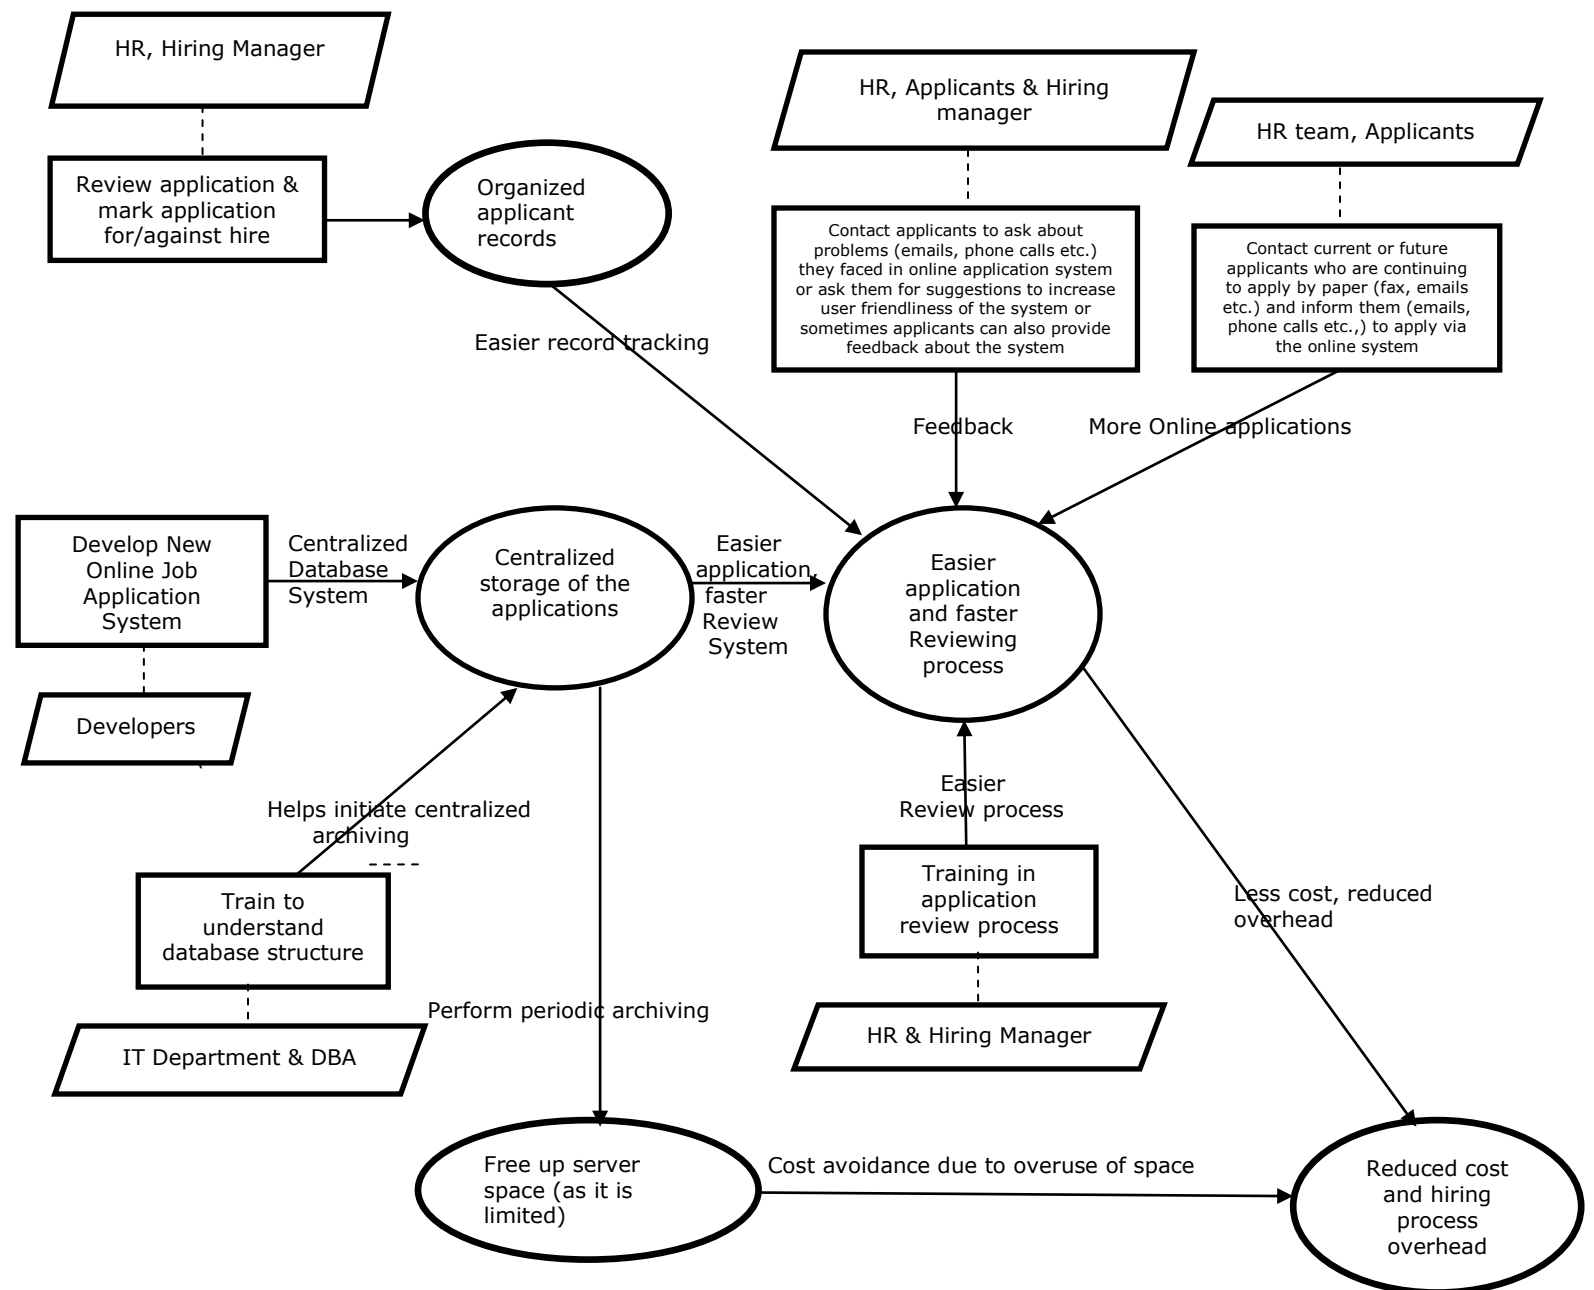 HR, Hiring Manager
HR, Applicants & Hiring
manager
HR team, Applicants
Review application &
mark application
for/against hire
Organized
applicant
records
Contact applicants to ask about
problems (emails, phone calls etc.)
they faced in online application system
or ask them for suggestions to increase
user friendliness of the system or
sometimes applicants can also provide
feedback about the system
Contact current or future
applicants who are continuing
to apply by paper (fax, emails
etc.) and inform them (emails,
phone calls etc.,) to apply via
the online system
Easier record tracking
Feedback
More Online applications
Develop New
Online Job
Application
System
Centralized
Database
System
Centralized
storage of the
applications
Easier
application,
faster
Review
System
Easier
application
and faster
Reviewing
process
Developers
Helps initiate centralized
archiving
Easier
Review process
Train to
understand
database structure
Training in
application
review process
Less cost, reduced
overhead
Perform periodic archiving
IT Department & DBA
HR & Hiring Manager
Free up server
space (as it is
limited)
Cost avoidance due to overuse of space
Reduced cost
and hiring
process
overhead